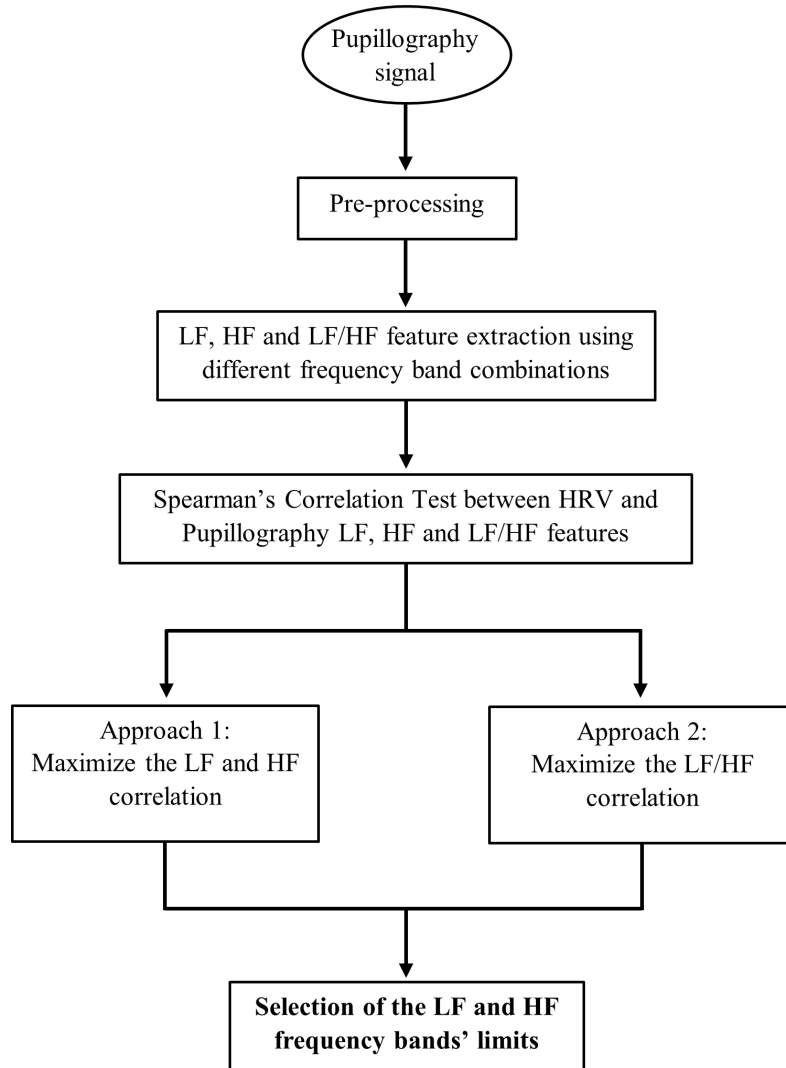 Pupillography
signal
Pre-processing
LF, HF and LF/HF feature extraction using
different frequency band combinations
Spearman’s Correlation Test between HRV and
Pupillography LF, HF and LF/HF features
Approach 1:
Maximize the LF and HF
correlation
Approach 2:
Maximize the LF/HF
correlation
Selection of the LF and HF
frequency bands’ limits